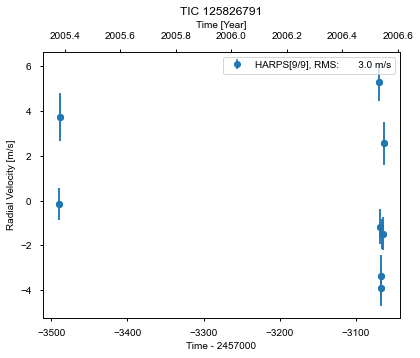 TIC 125826791
Time [Year]
2005.4 2005.6 2005.8 2006.0 2006.2 2006.4 2006.6
HARPS[9/9], RMS: 3.0 m/s
Radial Velocity [m/s]
6
4
2
0
−2
−4
−3500 −3400 −3300 −3200 −3100
Time - 2457000